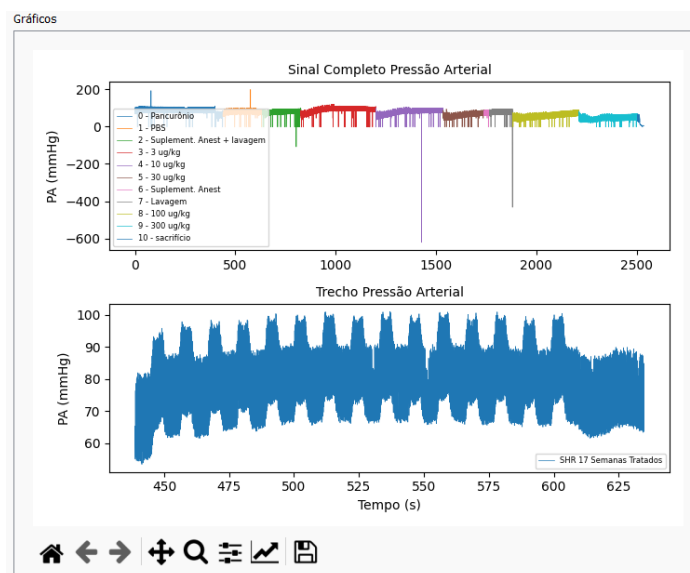 Gráficos
Sinal Completo Pressão Arterial
PA (mmHg)
200
0
−200
−400
−600
0 - Pancurônio
1 - PBS
2 - Suplement. Anest + lavagem
3 - 3 ug/kg
4 - 10 ug/kg
5 - 30 ug/kg
6 - Suplement. Anest
7 - Lavagem
8 - 100 ug/kg
9 - 300 ug/kg
10 - sacrifício
0 500 1000 1500 2000 2500
Trecho Pressão Arterial
PA (mmHg)
100
90
80
70
60
SHR 17 Semanas Tratados
450 475 500 525 550 575 600 625
Tempo (s)